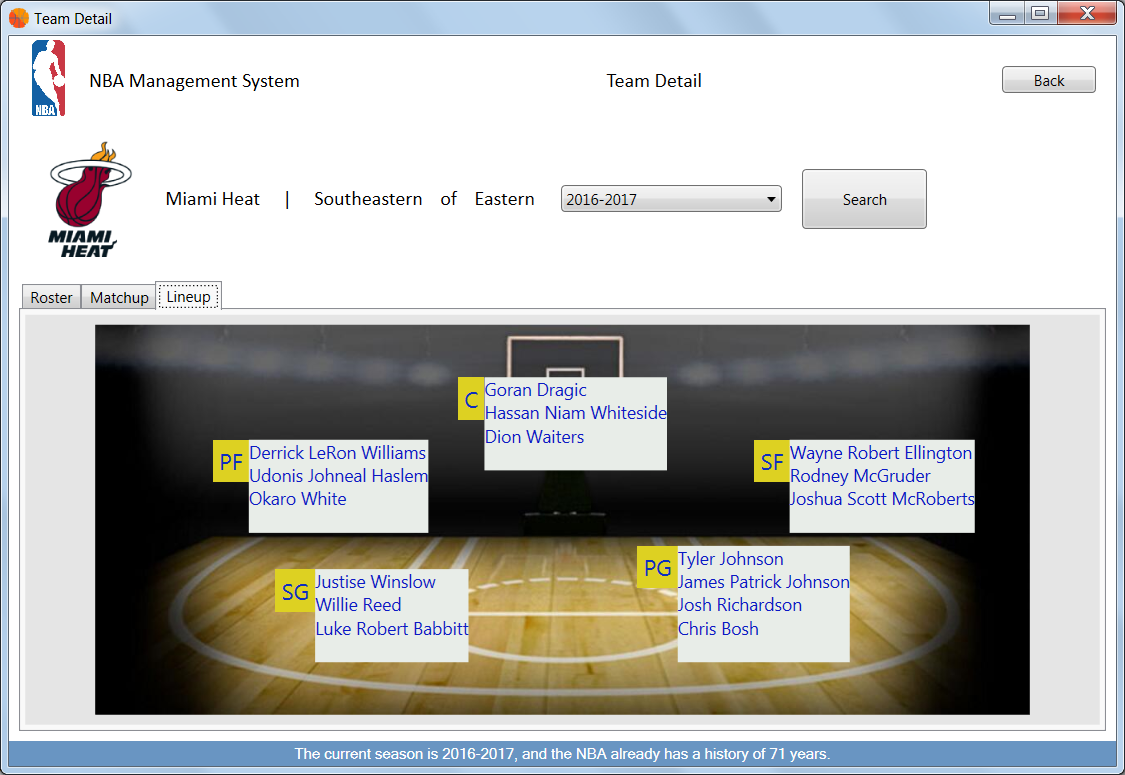 Team Detail
NBA
NBA Management System
Team Detail
Back
MIAMI
HEAT
Miami Heat | Southeastern of Eastern
2016-2017
Search
Roster
Matchup
Lineup
C
Goran Dragic
Hassan Niam Whiteside
Dion Waiters
PF
Derrick LeRon Williams
Udonis Johneal Haslem
Okaro White
SF
Wayne Robert Ellington
Rodney McGruder
Joshua Scott McRoberts
SG
Justise Winslow
Willie Reed
Luke Robert Babbitt
PG
Tyler Johnson
James Patrick Johnson
Josh Richardson
Chris Bosh
The current season is 2016-2017, and the NBA already has a history of 71 years.